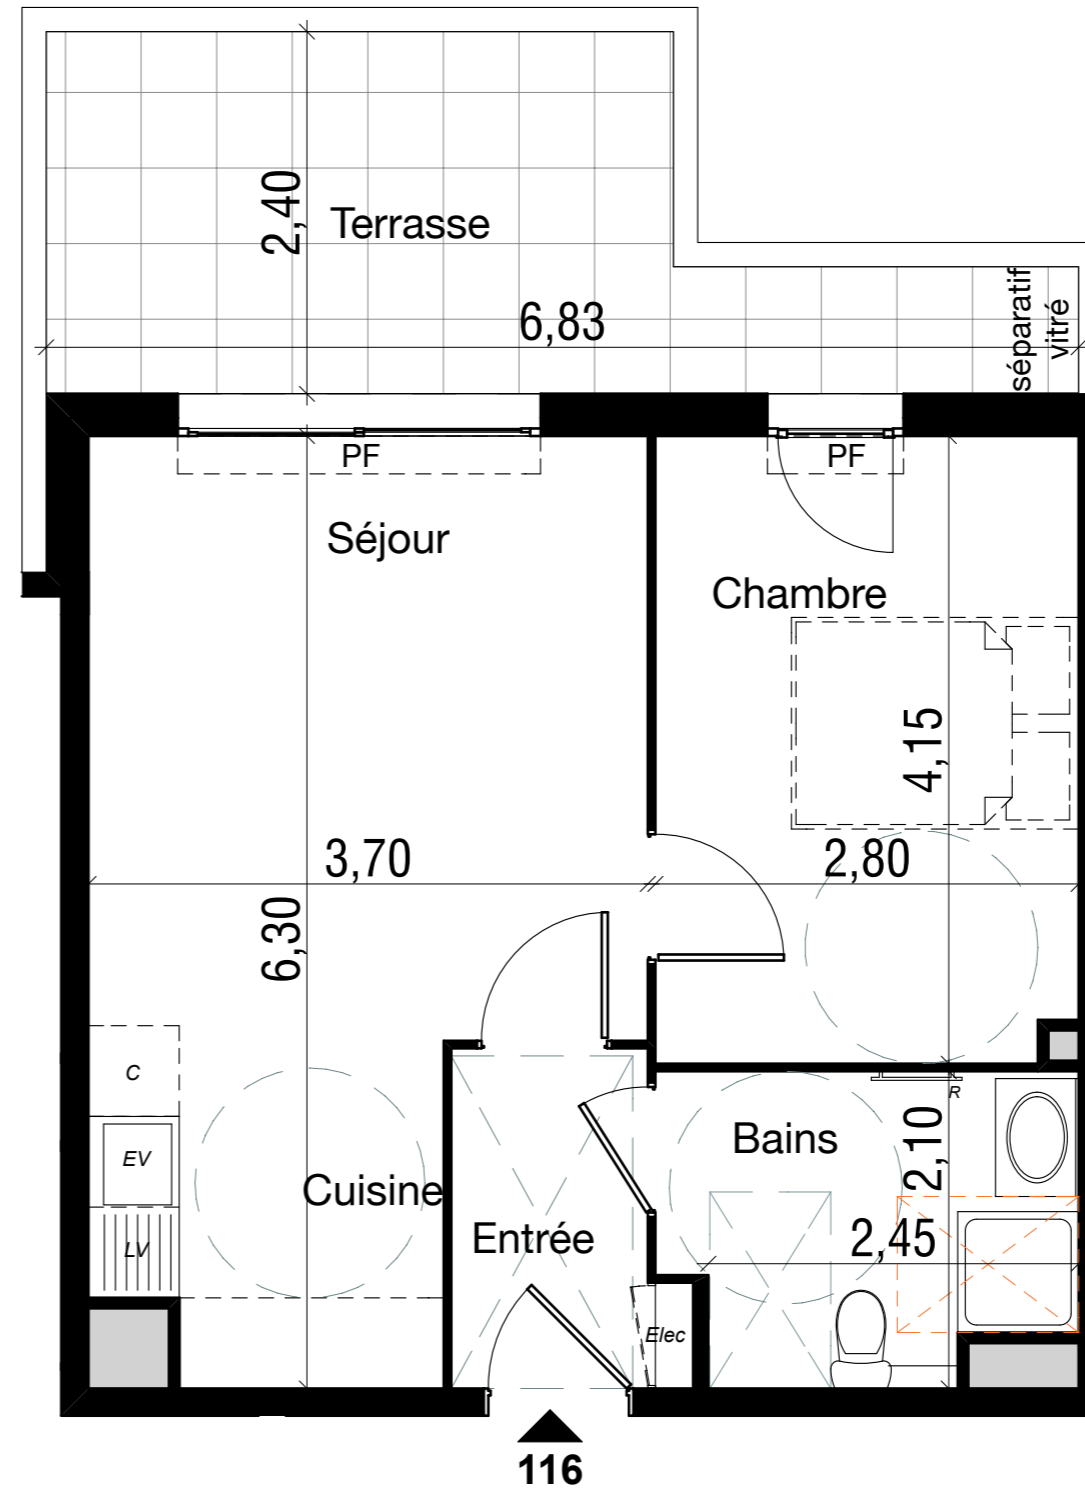 2,40
Terrasse
6,83
séparatif
vitré
PF
PF
Séjour
Chambre
4,15
3,70
2,80
6,30
C
R
EV
Bains
2,10
Cuisine
Entrée
2,45
LV
Elec
116